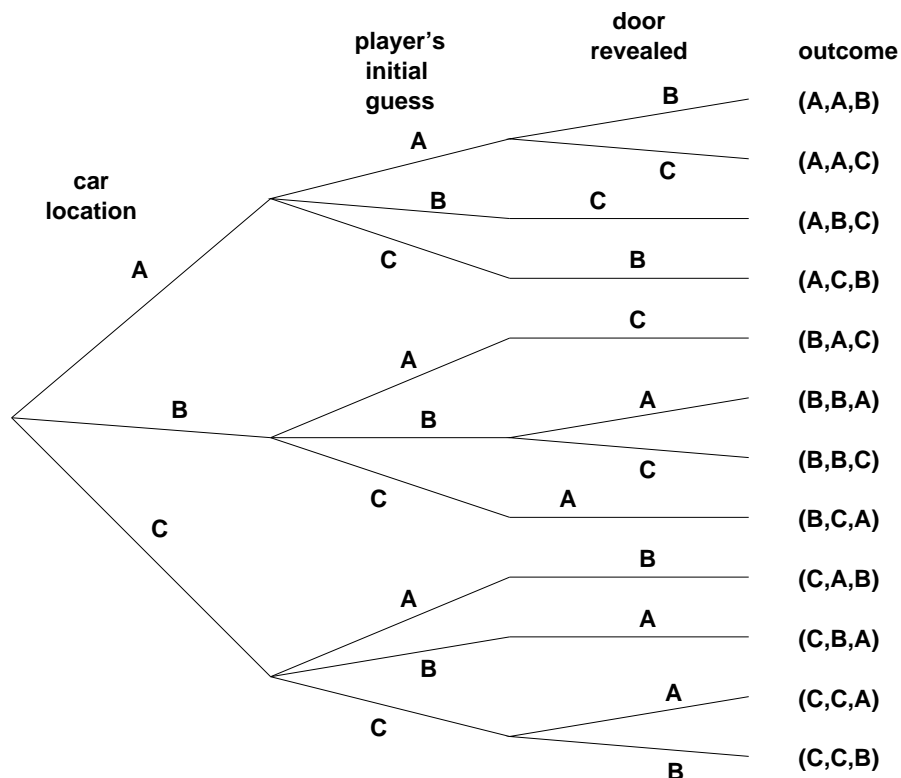 door
revealed
player's
initial
guess
outcome
car
location
B
(A,A,B)
A
C
(A,A,C)
B
C
(A,B,C)
A
C
B
(A,C,B)
C
(B,A,C)
A
A
(B,B,A)
B
B
C
(B,B,C)
C
A
(B,C,A)
C
B
(C,A,B)
A
A
(C,B,A)
B
A
(C,C,A)
C
B
(C,C,B)